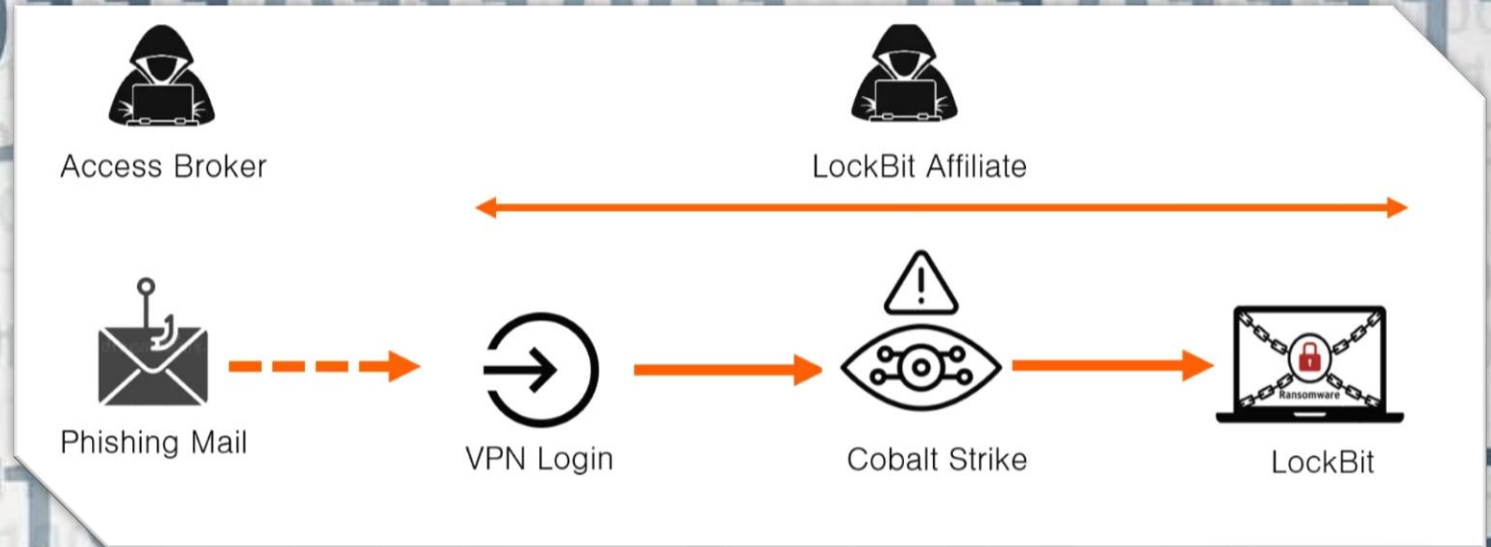 Access Broker
LockBit Affiliate
Phishing Mail
VPN Login
Cobalt Strike
Ransomware
LockBit